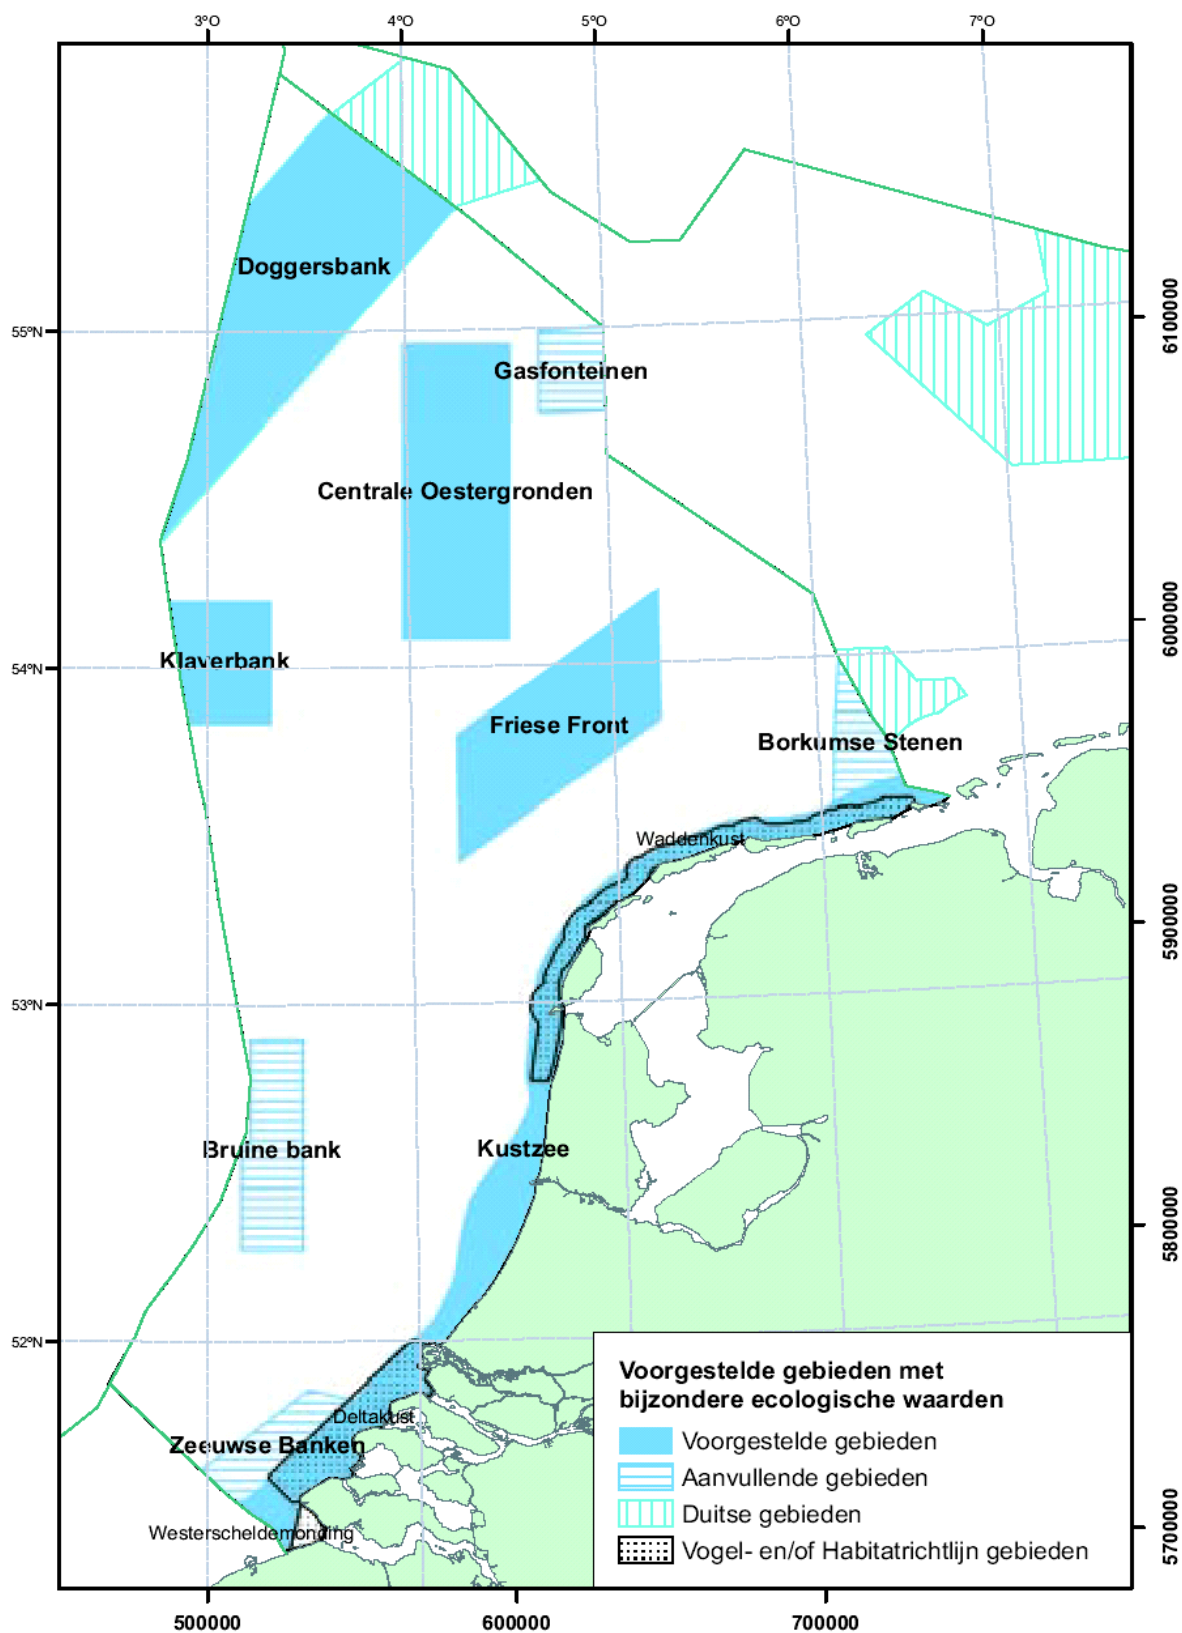 3°O 4°O 5°O 6°O 7°O
Doggersbank
55°N
6100000
Gasfonteinen
Centrale Oestergronden
6000000
Klaverbank
54°N
Friese Front
Borkumse Stenen
Waddenkust
5900000
53°N
Bruine bank
Kustzee
5800000
52°N
Voorgestelde gebieden met
bijzondere ecologische waarden
Voorgestelde gebieden
Aanvullende gebieden
Duitse gebieden
Vogel- en/of Habitatrichtlijn gebieden
Deltakust
Zeeuwse Banken
Westerscheldemonding
5700000
500000 600000 700000